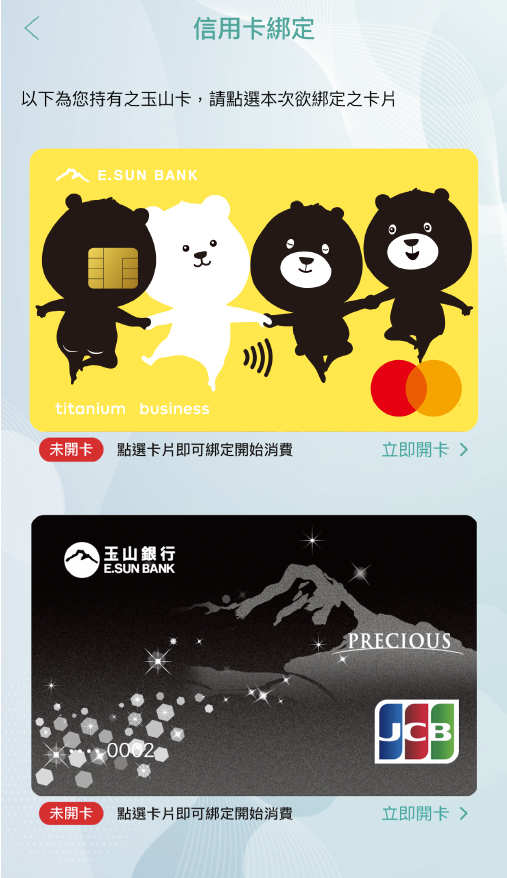 信用卡綁定
以下為您持有之玉山卡，請點選本次欲綁定之卡片
E.SUN BANK
titanium business
未開卡 點選卡片即可綁定開始消費 立即開卡
玉山銀行
E.SUN BANK
PRECIOUS
JCB
····0002
未開卡 點選卡片即可綁定開始消費 立即開卡